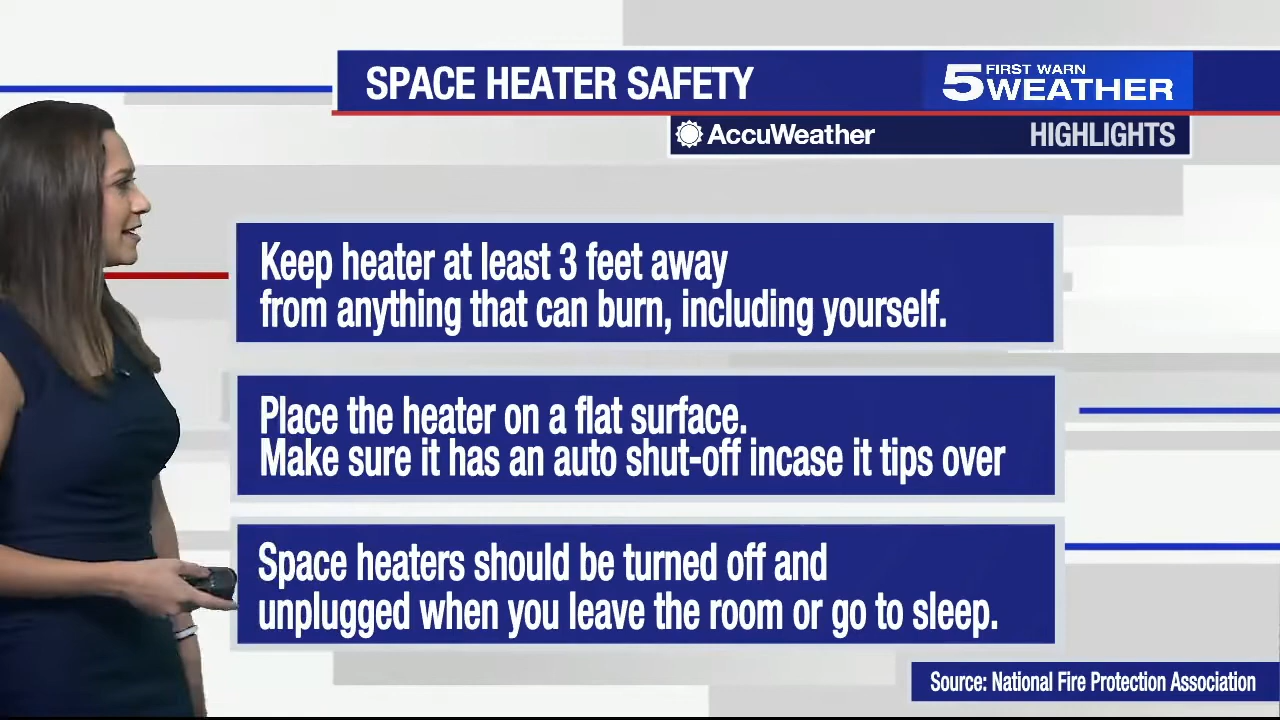 SPACE HEATER SAFETY
5 FIRST WARN
WEATHER
AccuWeather
HIGHLIGHTS
Keep heater at least 3 feet away
from anything that can burn, including yourself.
Place the heater on a flat surface.
Make sure it has an auto shut-off incase it tips over
Space heaters should be turned off and
unplugged when you leave the room or go to sleep.
Source: National Fire Protection Association